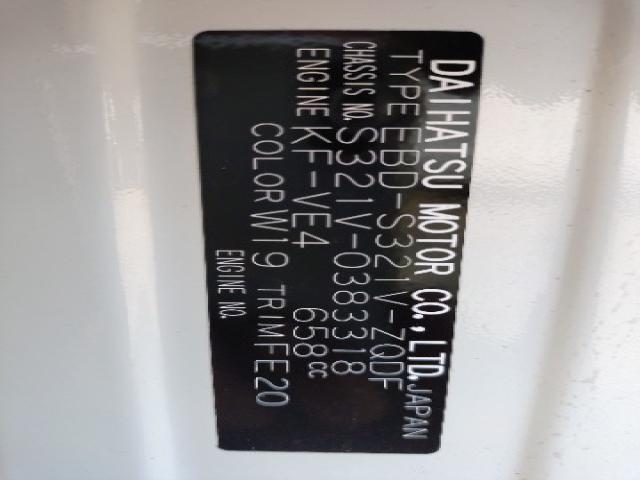 DAIHATSU MOTOR CO., LTD. JAPAN
TYPE EBD-S321V-ZQDF
CHASSIS NO. S321V-0383318
ENGINE KF-VE4 658cc
COLOR W19 TRIM FE20
ENGINE NO.